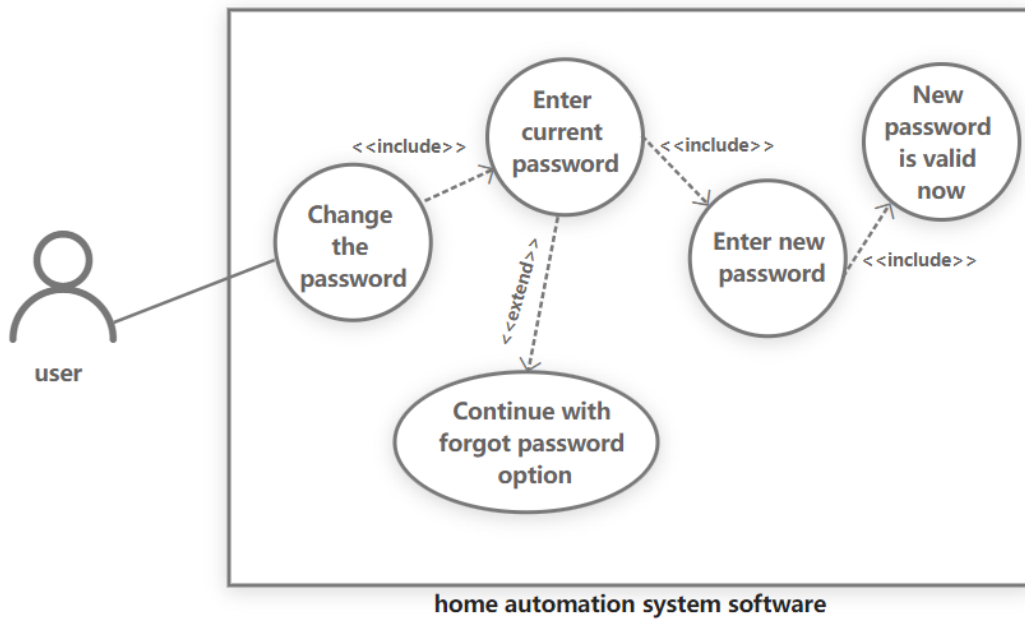 Enter
current
password
New
password
is valid
now
<<include>>
<<include>>
Change
the
password
Enter new
password
<<include>>
<<extend>>
user
Continue with
forgot password
option
home automation system software